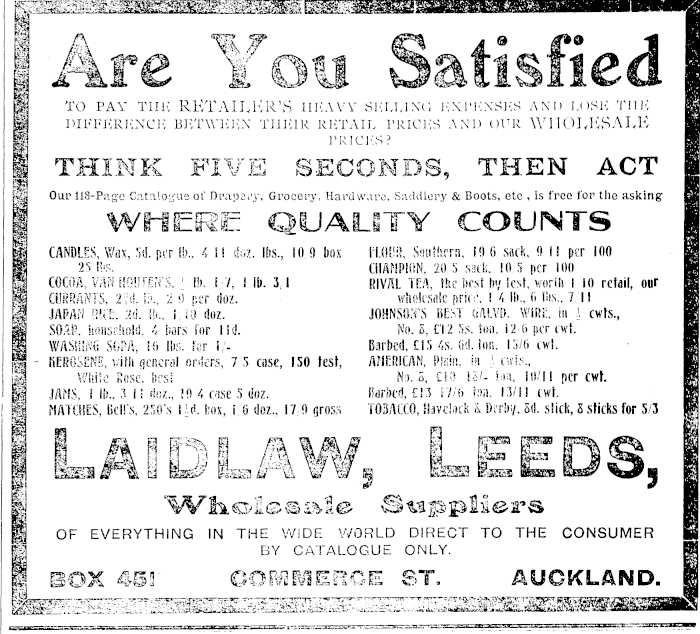 Are You Satisfied
TO PAY THE RETAILER'S HEAVY SELLING EXPENSES AND LOSE THE
DIFFERENCE BETWEEN THEIR RETAIL PRICES AND OUR WHOLESALE
PRICES?
THINK FIVE SECONDS, THEN ACT
Our 118-Page Catalogue of Drapery, Grocery, Hardware, Saddlery & Boots, etc., is free for the asking
WHERE QUALITY COUNTS
CANDLES, Wax, 5d. per lb., 4 11 doz. lbs., 10 9 box
25 lbs.
COCOA, VAN HOUTEN'S, lb. 1/7, 1 lb. 3/1
CURRANTS, lb., 2/9 per doz.
JAPAN RICE, 2d. lb., 1/10 doz.
SOAP, household, 4 bars for 11d.
WASHING SODA, 16 lbs. for 1/-
KEROSENE, with general orders, 7 5 case, 150 test,
White Rose, best
JAMS, 1 lb., 3 11 doz., 19 4 case 5 doz.
MATCHES, Bell's, 250's 1½d. box, 1 6 doz., 17/9 gross
FLOUR, Southern, 19 6 sack, 9 11 per 100
CHAMPION, 20 5 sack, 10 5 per 100
RIVAL TEA, the best by test, worth 1 10 retail, our
wholesale price, 1 4 lb., 6 lbs., 7/11
JOHNSON'S BEST GALVD. WIRE, in cwts.,
No. 8, £12 5s. ton, 12/6 per cwt.
Barbed, £15 4s. 6d. ton, 15/6 cwt.
AMERICAN, Plain, in cwts.,
No. 8, ton, 10/11 per cwt.
Barbed, £13 17/6 ton, 13/11 cwt.
TOBACCO, Havelock & Derby, 8d. stick, 8 sticks for 5/3
LAIDLAW, LEEDS,
Wholesale Suppliers
OF EVERYTHING IN THE WIDE WORLD DIRECT TO THE CONSUMER
BY CATALOGUE ONLY.
BOX 451 COMMERCE ST. AUCKLAND.